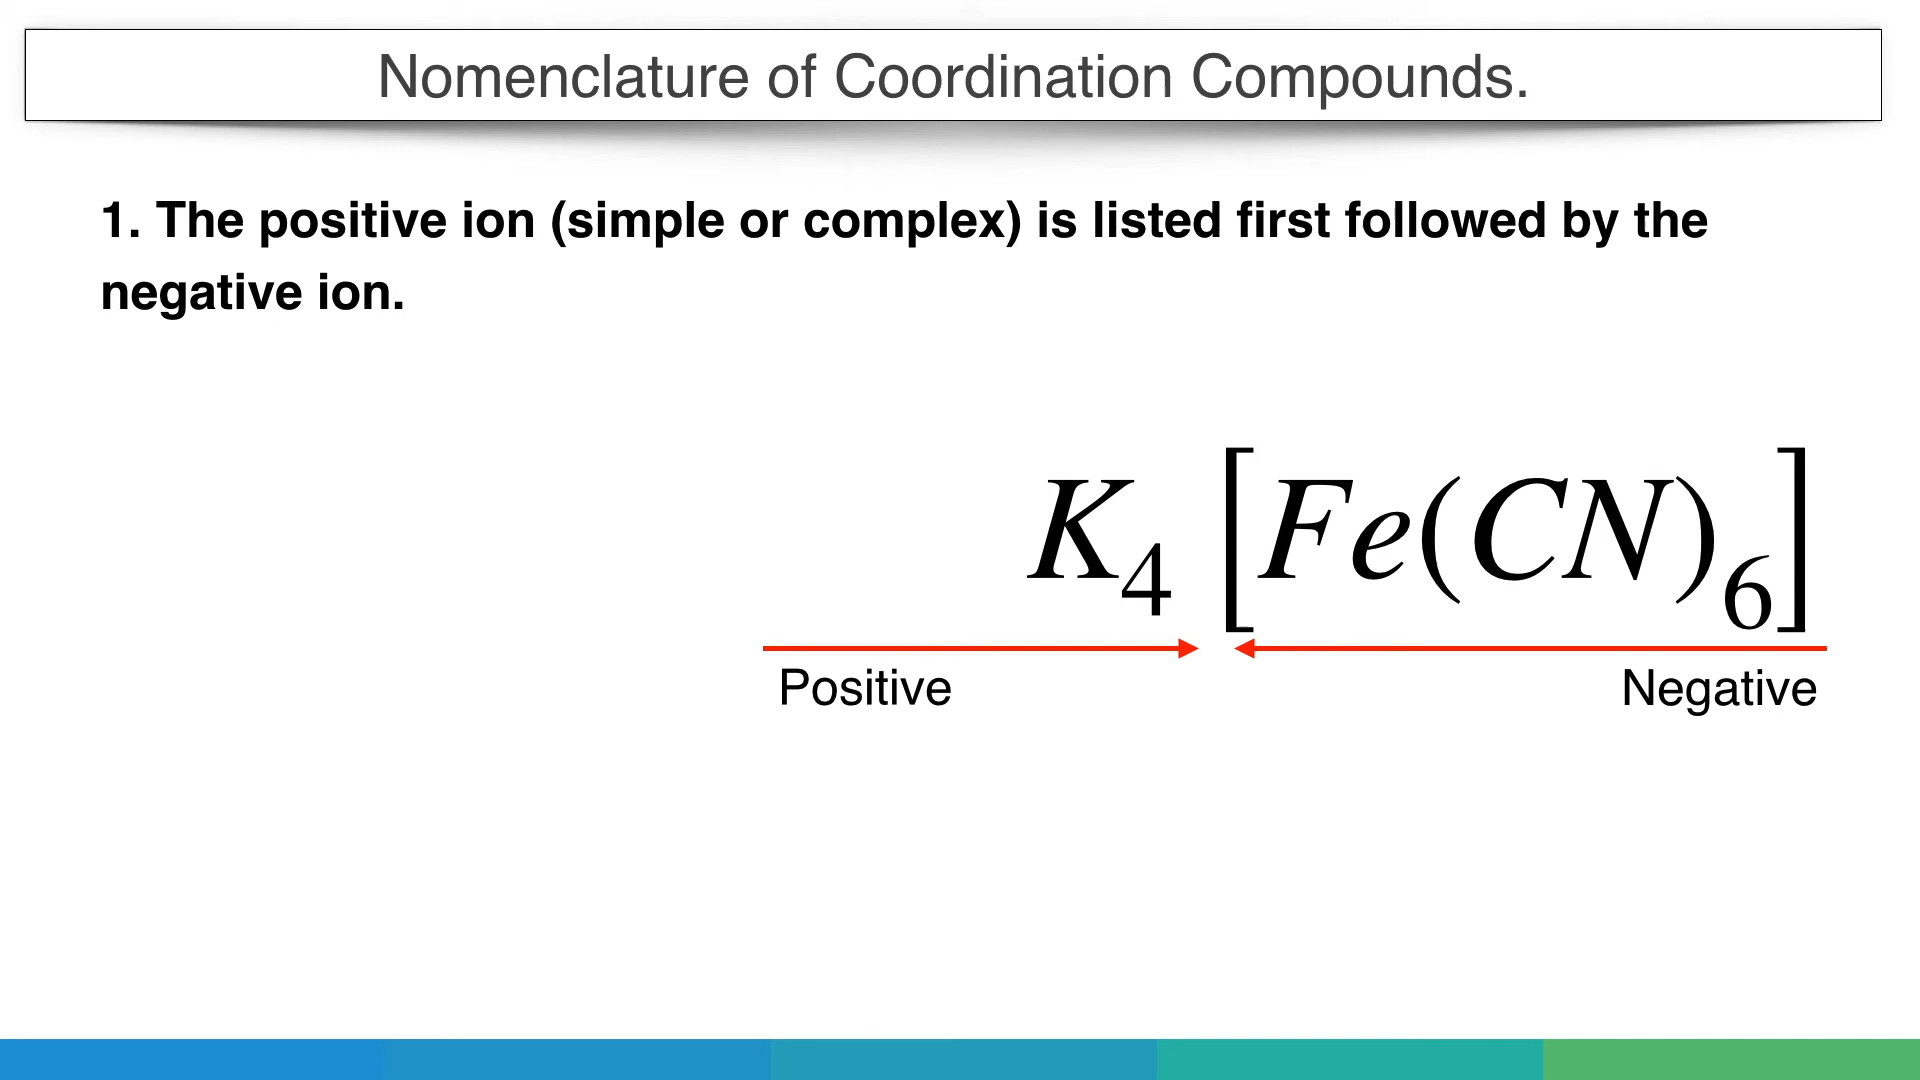 Nomenclature of Coordination Compounds.
1. The positive ion (simple or complex) is listed first followed by the
negative ion.
K₄ [Fe(CN)₆]
Positive
Negative